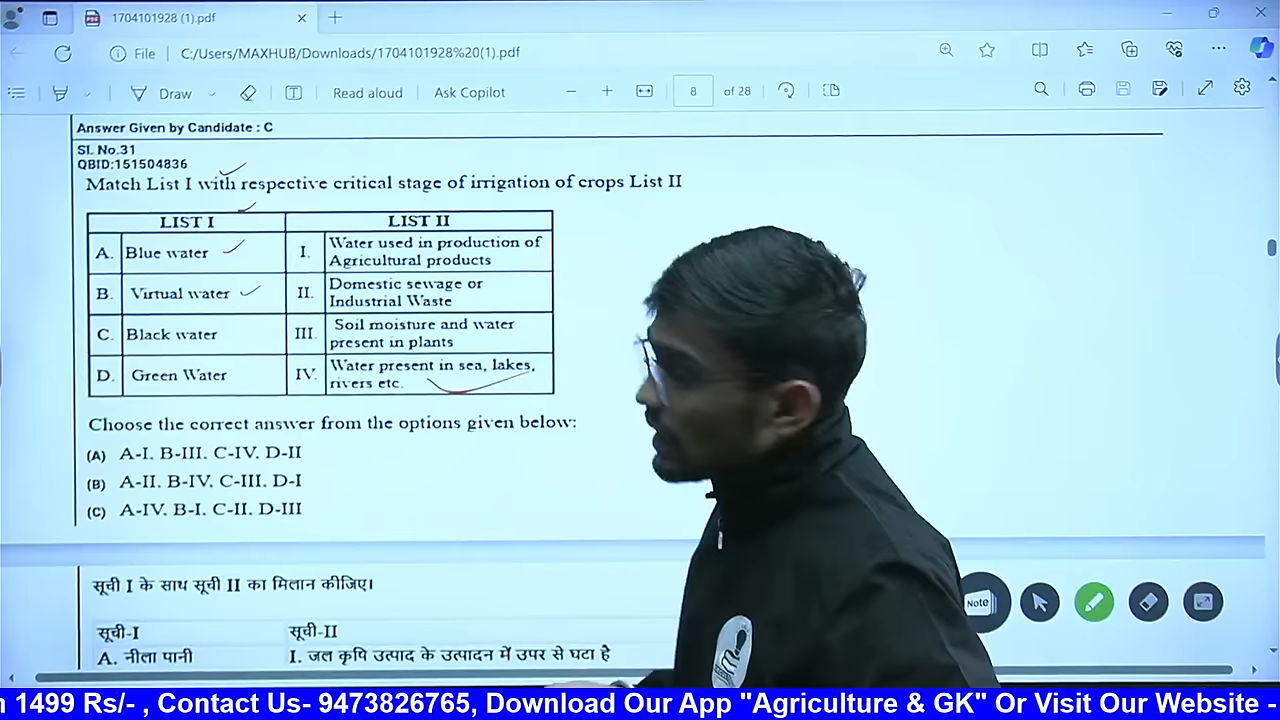 1704101928 (1).pdf
File
C:/Users/MAXHUB/Downloads/1704101928%20(1).pdf
Draw
Read aloud
Ask Copilot
8
of 28
Answer Given by Candidate : C
Sl. No.31
QBID:151504836
Match List I with respective critical stage of irrigation of crops List II
LIST I LIST II
A. Blue water I. Water used in production of
Agricultural products
B. Virtual water II. Domestic sewage or
Industrial Waste
C. Black water III. Soil moisture and water
present in plants
D. Green Water IV. Water present in sea, lakes,
rivers etc.
Choose the correct answer from the options given below:
(A) A-I. B-III. C-IV. D-II
(B) A-II. B-IV. C-III. D-I
(C) A-IV. B-I. C-II. D-III
सूची I के साथ सूची II का मिलान कीजिए।
सूची-I सूची-II
A. नीला पानी I. जल कृषि उत्पाद के उत्पादन में उपर से घटा है
Note
1499 Rs/- , Contact Us- 9473826765, Download Our App "Agriculture & GK" Or Visit Our Website -